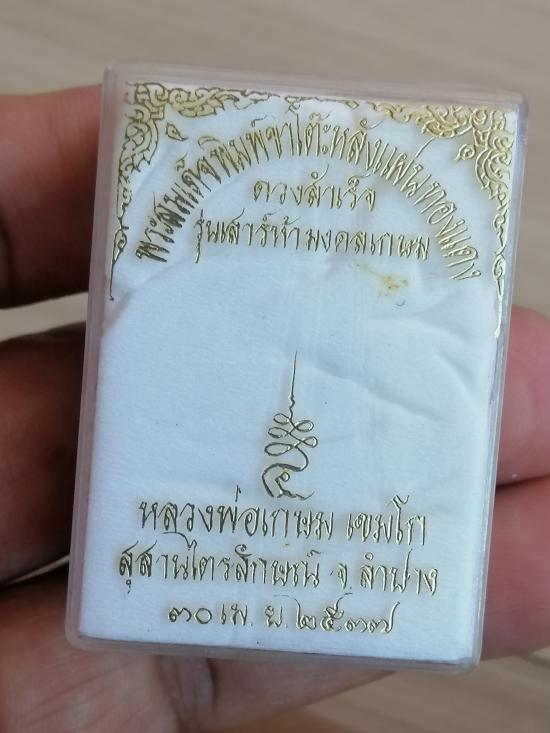 พระสมเด็จพิมพ์ขาโต๊ะหลังแผ่นทองแดง
ดวงสำเร็จ
รุ่นเสาร์ห้ามงคลเกษม
หลวงพ่อเกษม เขมโก
สุสานไตรลักษณ์ จ.ลำปาง
๓๐ เม.ย. ๒๕๓๗